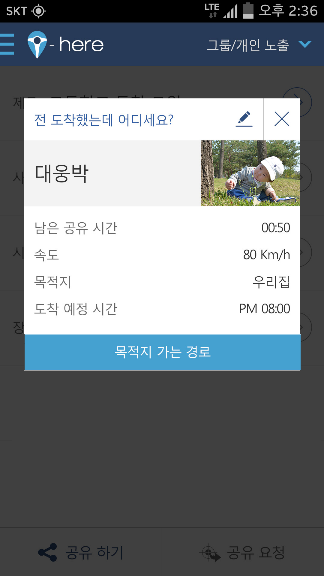 SKT LTE 오후 2:36
- here 그룹/개인 노출
전 도착했는데 어디세요?
대웅박
남은 공유 시간 00:50
속도 80 Km/h
목적지 우리집
도착 예정 시간 PM 08:00
목적지 가는 경로
공유 하기 공유 요청